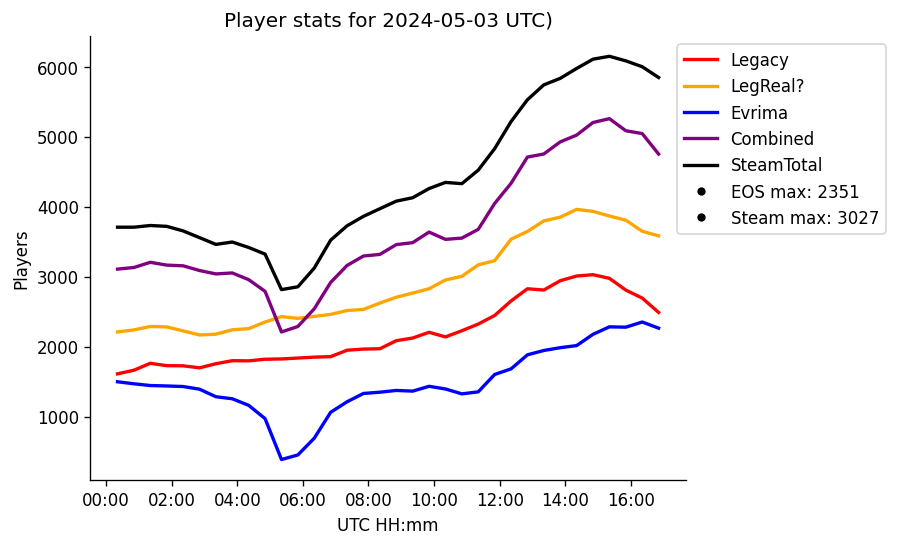 Player stats for 2024-05-03 UTC)
Legacy
LegReal?
Evrima
Combined
SteamTotal
EOS max: 2351
Steam max: 3027
Players
6000
5000
4000
3000
2000
1000
00:00 02:00 04:00 06:00 08:00 10:00 12:00 14:00 16:00
UTC HH:mm